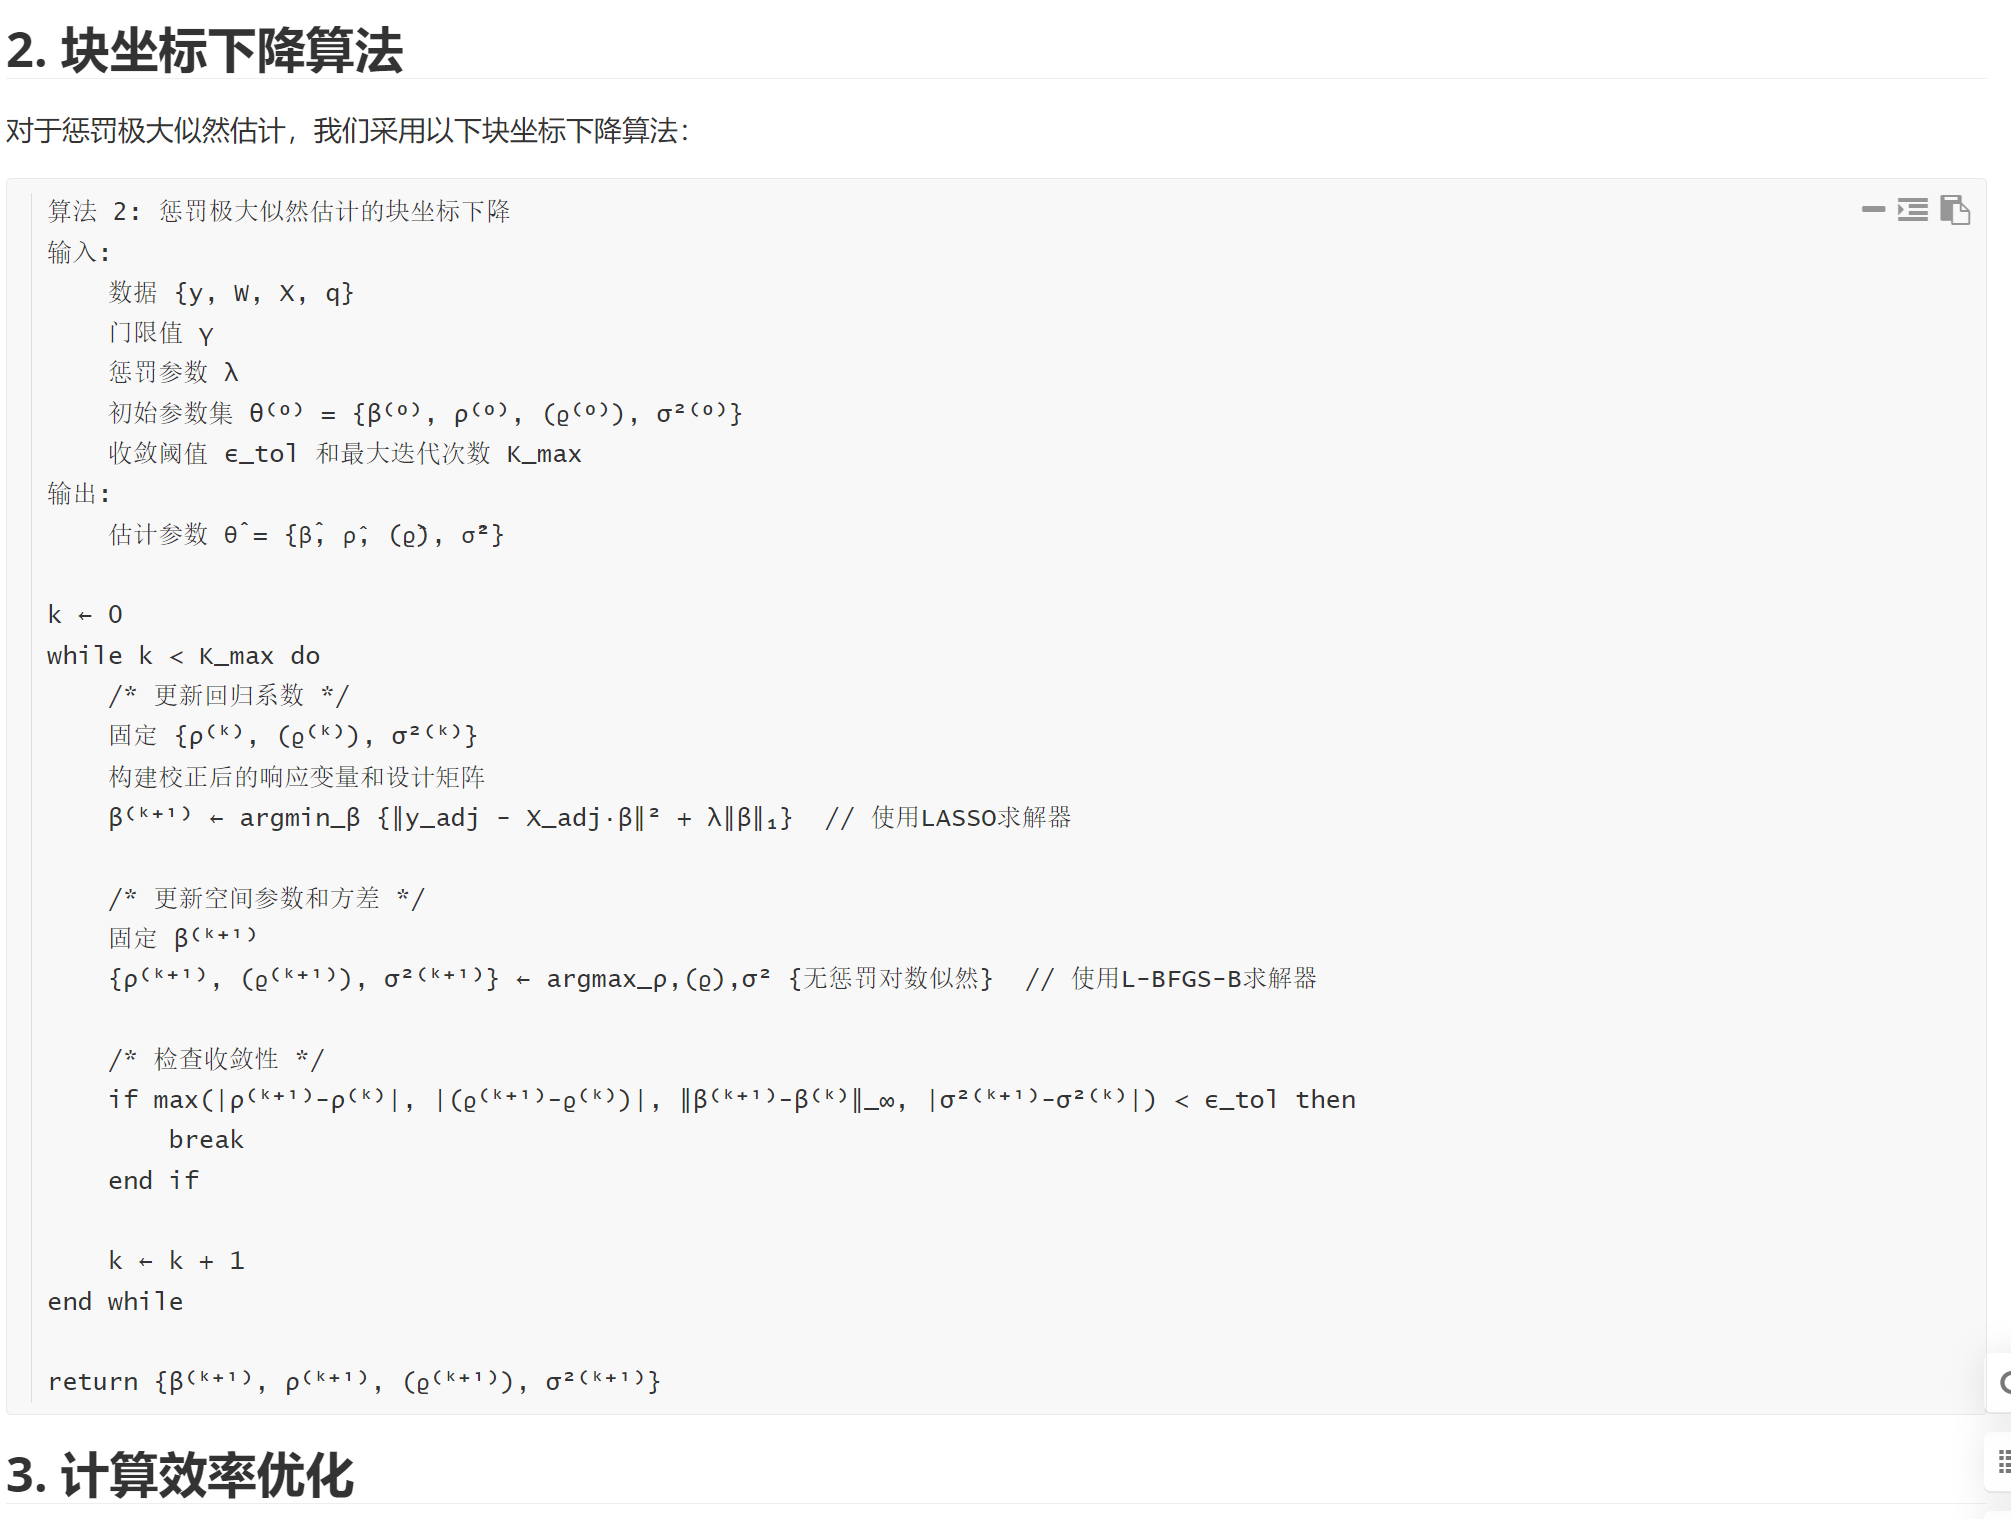 2. 块坐标下降算法
对于惩罚极大似然估计，我们采用以下块坐标下降算法：
算法 2: 惩罚极大似然估计的块坐标下降
输入:
    数据 {y, W, X, q}
    门限值 γ
    惩罚参数 λ
    初始参数集 θ⁽⁰⁾ = {β⁽⁰⁾, ρ⁽⁰⁾, (ϱ⁽⁰⁾), σ²⁽⁰⁾}
    收敛阈值 ϵ_tol 和最大迭代次数 K_max
输出:
    估计参数 θ̂ = {β̂, ρ̂, (ϱ̂), σ̂²}
k ← 0
while k < K_max do
    /* 更新回归系数 */
    固定 {ρ⁽ᵏ⁾, (ϱ⁽ᵏ⁾), σ²⁽ᵏ⁾}
    构建校正后的响应变量和设计矩阵
    β⁽ᵏ⁺¹⁾ ← argmin_β {‖y_adj - X_adj·β‖² + λ‖β‖₁}  // 使用LASSO求解器
    /* 更新空间参数和方差 */
    固定 β⁽ᵏ⁺¹⁾
    {ρ⁽ᵏ⁺¹⁾, (ϱ⁽ᵏ⁺¹⁾), σ²⁽ᵏ⁺¹⁾} ← argmax_ρ,(ϱ),σ² {无惩罚对数似然}  // 使用L-BFGS-B求解器
    /* 检查收敛性 */
    if max(|ρ⁽ᵏ⁺¹⁾-ρ⁽ᵏ⁾|, |(ϱ⁽ᵏ⁺¹⁾-ϱ⁽ᵏ⁾)|, ‖β⁽ᵏ⁺¹⁾-β⁽ᵏ⁾‖_∞, |σ²⁽ᵏ⁺¹⁾-σ²⁽ᵏ⁾|) < ϵ_tol then
        break
    end if
    k ← k + 1
end while
return {β⁽ᵏ⁺¹⁾, ρ⁽ᵏ⁺¹⁾, (ϱ⁽ᵏ⁺¹⁾), σ²⁽ᵏ⁺¹⁾}
3. 计算效率优化